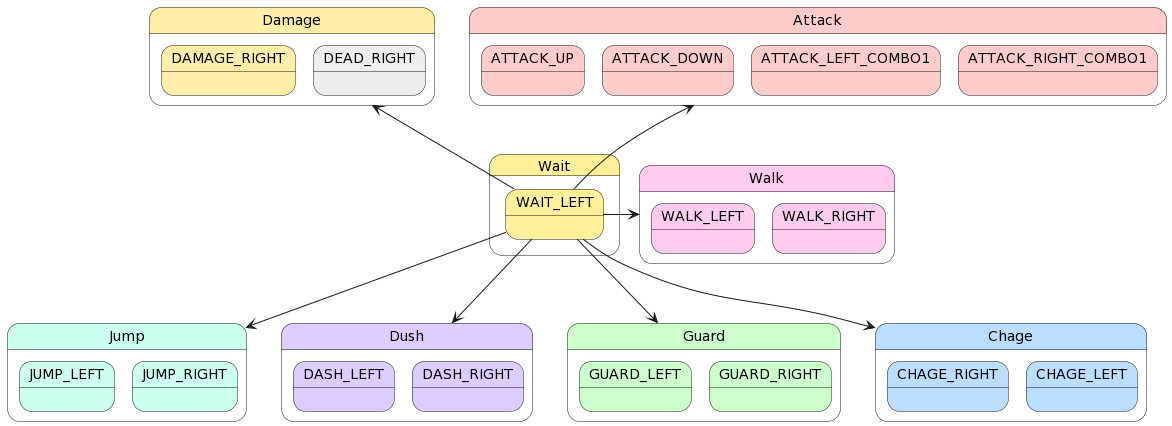 Damage
DAMAGE_RIGHT
DEAD_RIGHT
Attack
ATTACK_UP
ATTACK_DOWN
ATTACK_LEFT_COMBO1
ATTACK_RIGHT_COMBO1
Wait
WAIT_LEFT
Walk
WALK_LEFT
WALK_RIGHT
Jump
JUMP_LEFT
JUMP_RIGHT
Dush
DASH_LEFT
DASH_RIGHT
Guard
GUARD_LEFT
GUARD_RIGHT
Chage
CHAGE_RIGHT
CHAGE_LEFT